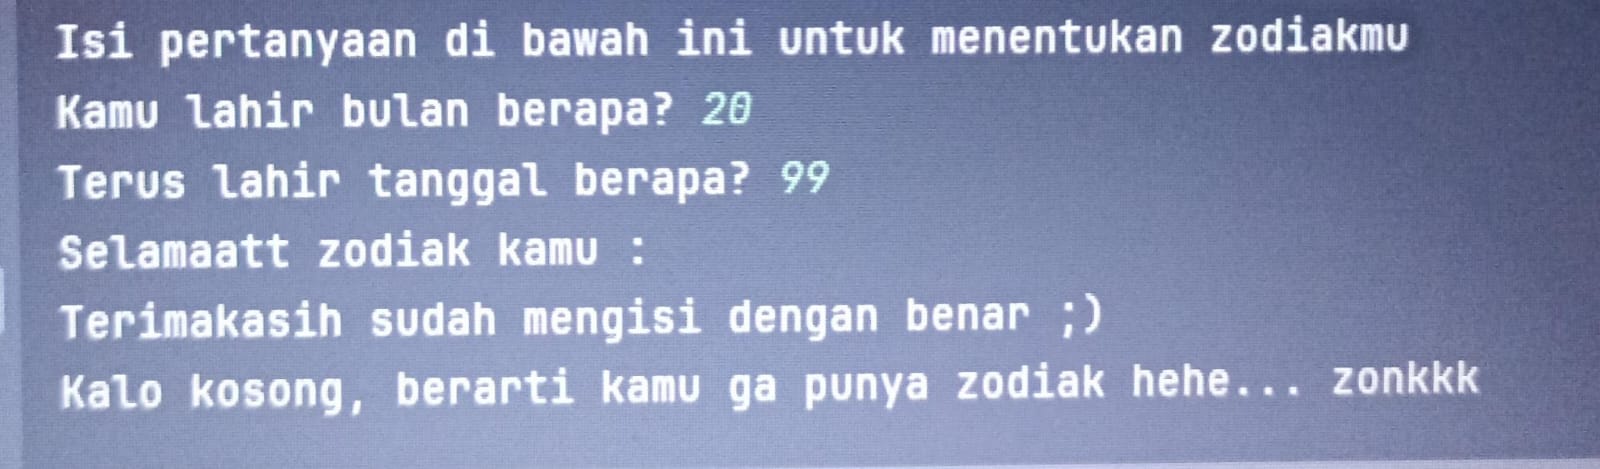 Isi pertanyaan di bawah ini untuk menentukan zodiakmu
Kamu lahir bulan berapa? 20
Terus lahir tanggal berapa? 99
Selamaatt zodiak kamu :
Terimakasih sudah mengisi dengan benar ;)
Kalo kosong, berarti kamu ga punya zodiak hehe... zonkkk